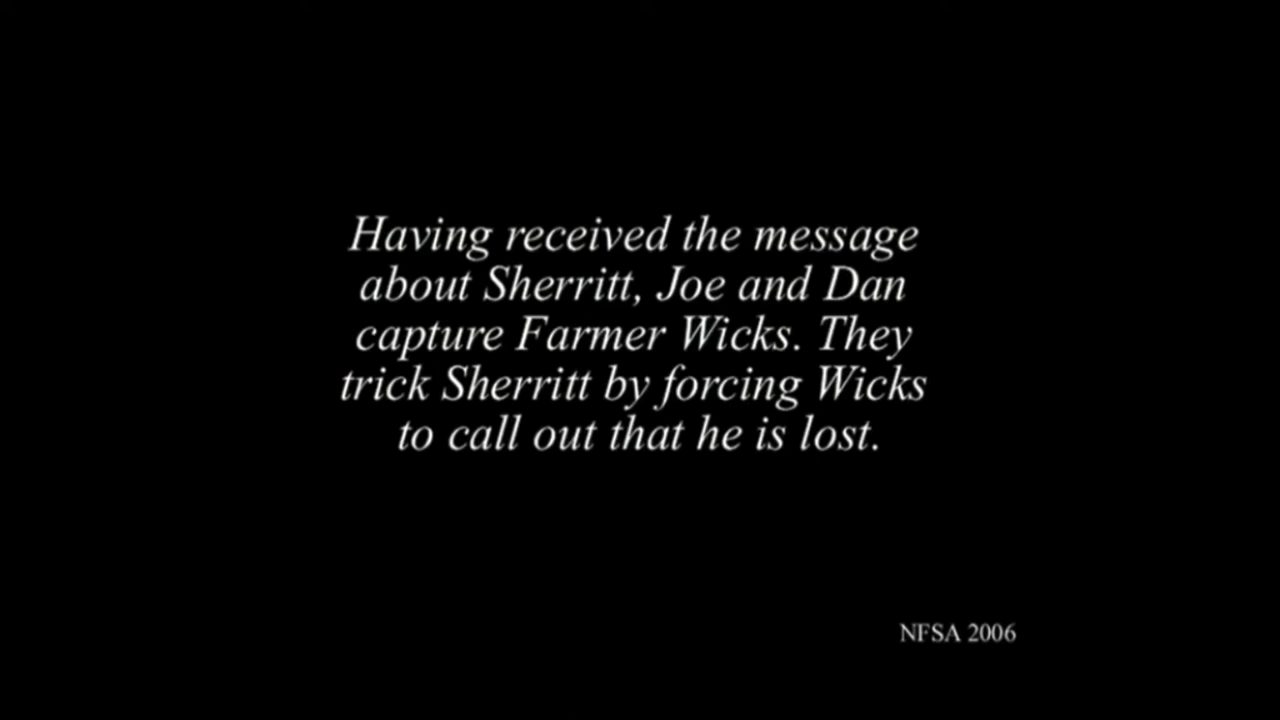 Having received the message
about Sherritt, Joe and Dan
capture Farmer Wicks. They
trick Sherritt by forcing Wicks
to call out that he is lost.
NFSA 2006